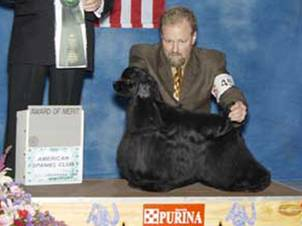 AWARD OF MERIT
AMERICAN
SPANIEL CLUB
PURINA